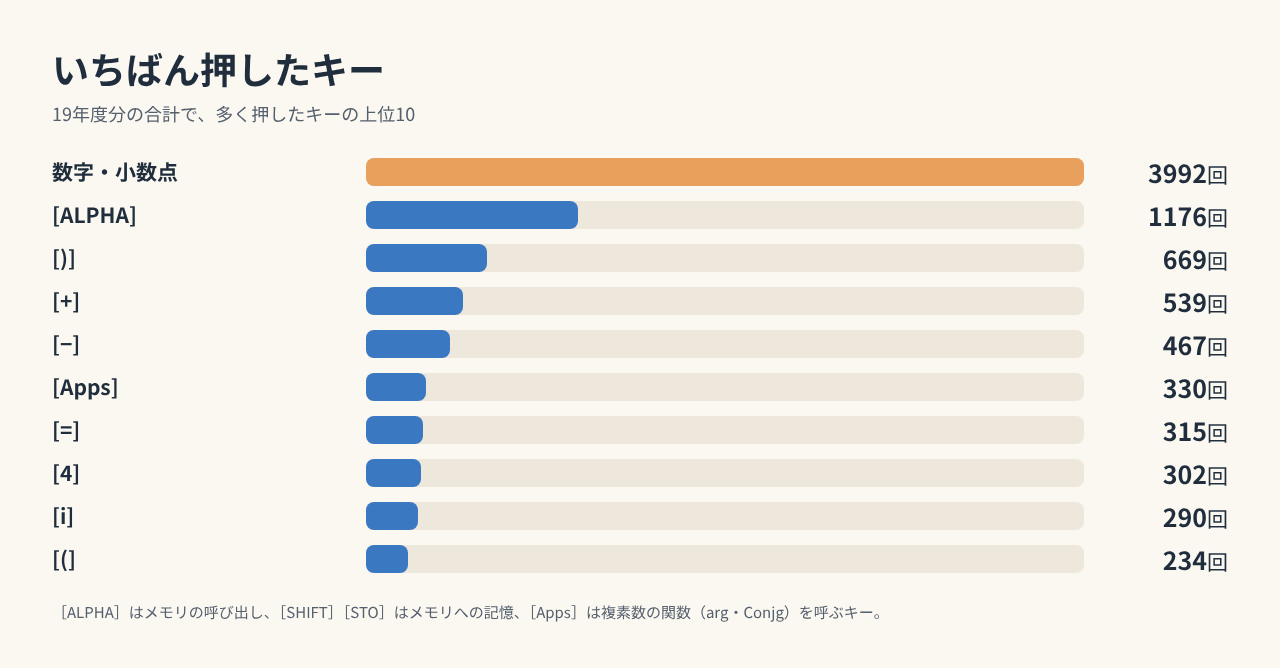 いちばん押したキー
19年度分の合計で、多く押したキーの上位10
数字・小数点 3992回
[ALPHA] 1176回
[)] 669回
[+] 539回
[−] 467回
[Apps] 330回
[=] 315回
[4] 302回
[i] 290回
[(] 234回
［ALPHA］はメモリの呼び出し、［SHIFT］［STO］はメモリへの記憶、［Apps］は複素数の関数（arg・Conjg）を呼ぶキー。